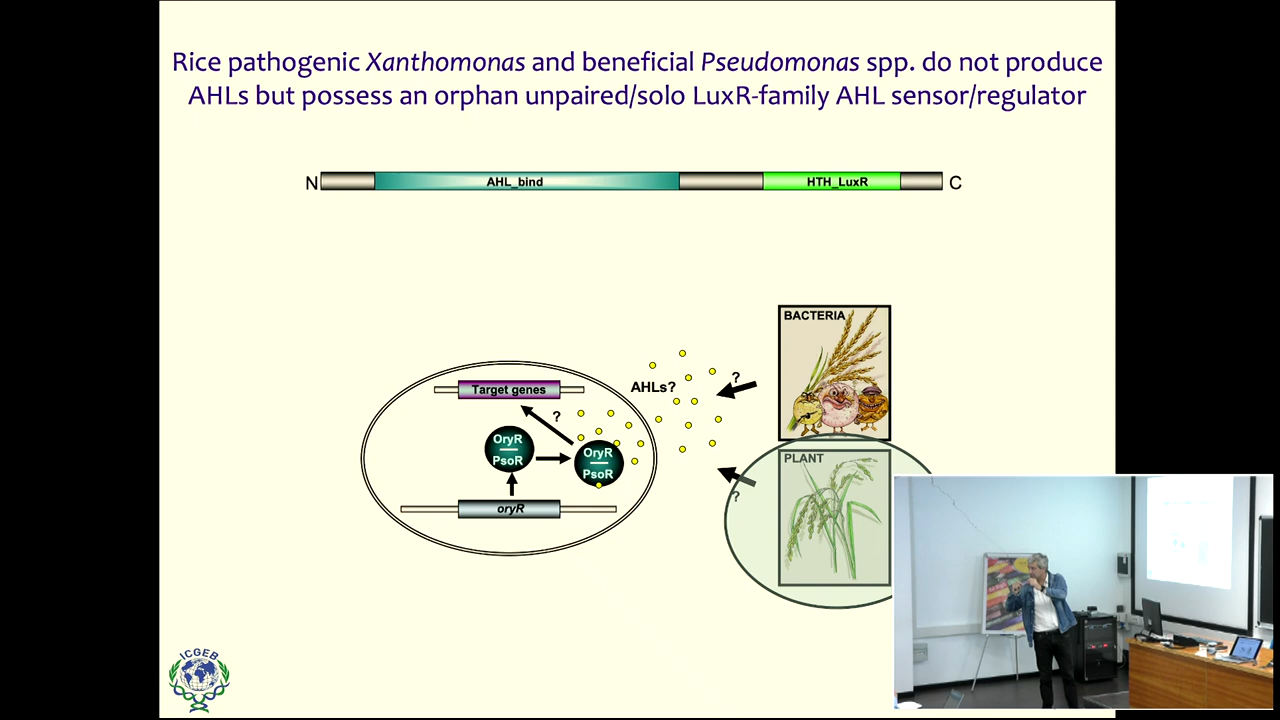 Rice pathogenic Xanthomonas and beneficial Pseudomonas spp. do not produce
AHLs but possess an orphan unpaired/solo LuxR-family AHL sensor/regulator
N AHL_bind HTH_LuxR C
BACTERIA
Target genes
AHLs?
?
?
OryR
PsoR
OryR
PsoR
PLANT
?
oryR
ICGEB